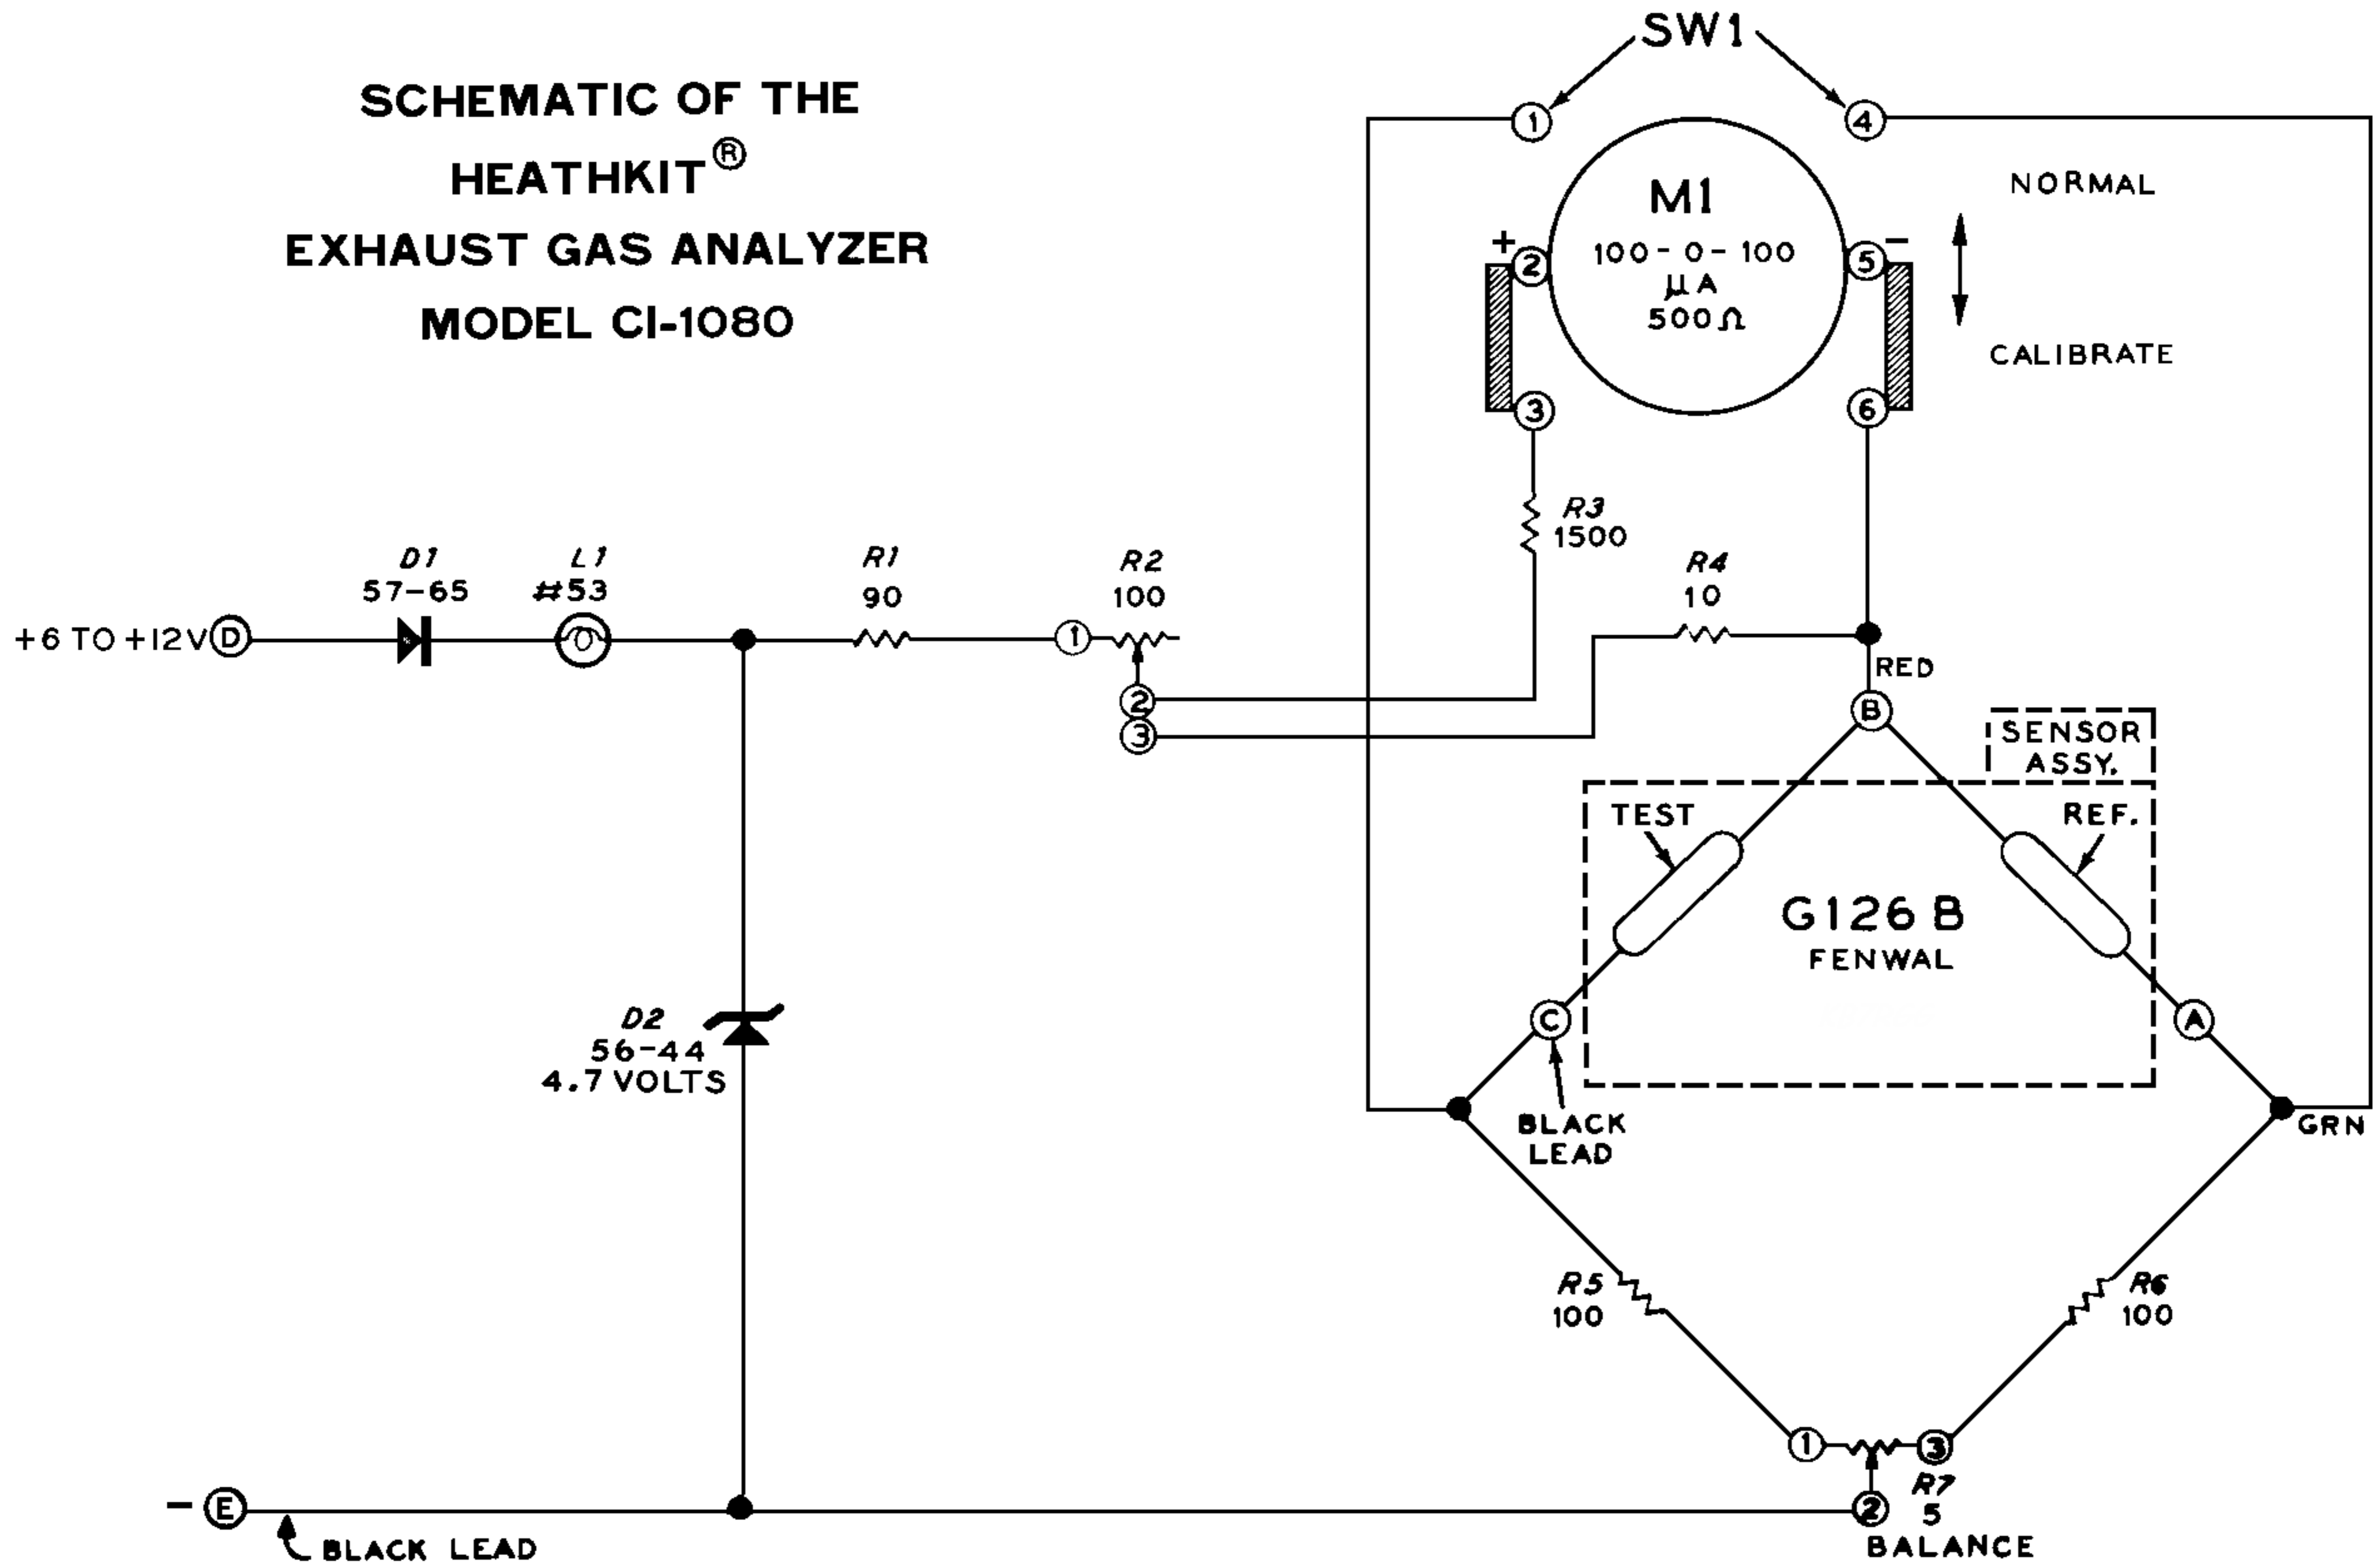 SCHEMATIC OF THE
HEATHKIT®
EXHAUST GAS ANALYZER
MODEL CI-1080
SW1
1
4
NORMAL
CALIBRATE
M1
100-0-100
μA
500Ω
+
2
5
-
3
6
R3
1500
R4
10
RED
B
D1
57-65
L1
#53
R1
90
R2
100
+6 TO +12V
D
1
2
3
SENSOR
ASSY.
TEST
REF.
G126 B
FENWAL
C
A
BLACK
LEAD
GRN
D2
56-44
4.7 VOLTS
R5
100
R6
100
1
3
R7
5
2
BALANCE
-
E
BLACK LEAD